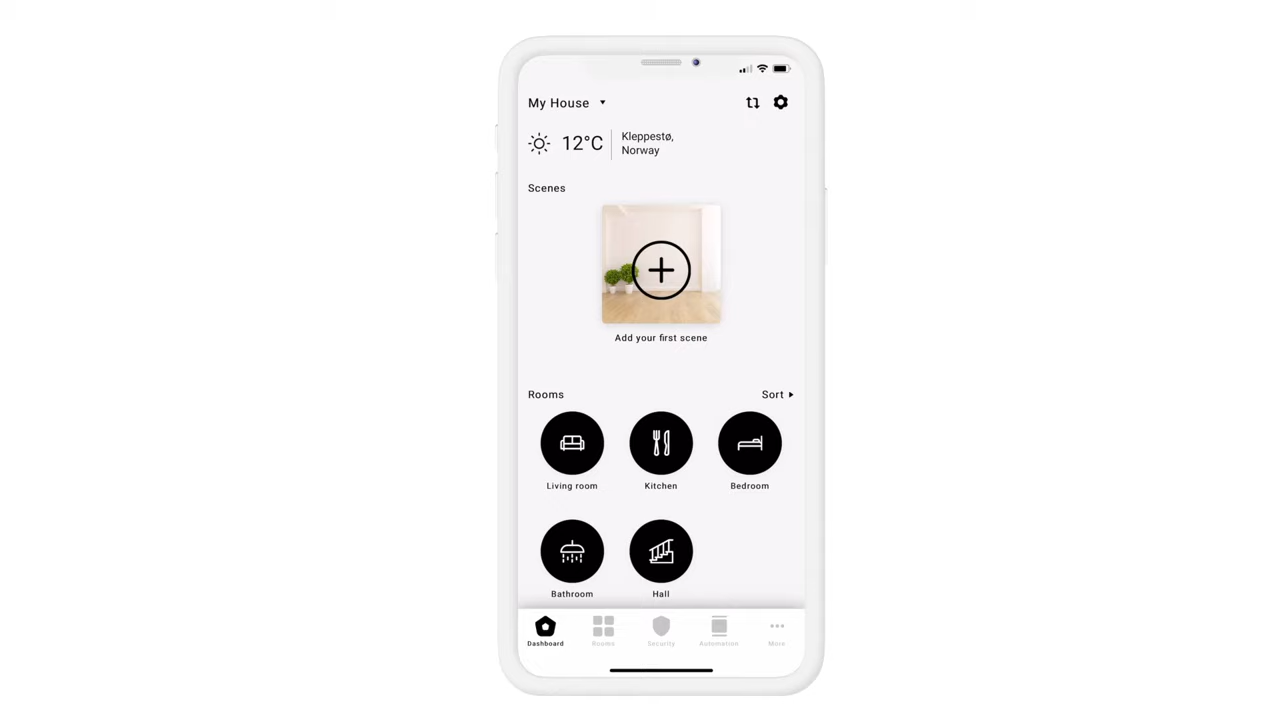 My House
12°C
Kleppestø,
Norway
Scenes
Add your first scene
Rooms
Sort
Living room
Kitchen
Bedroom
Bathroom
Hall
Dashboard
Rooms
Security
Automation
More